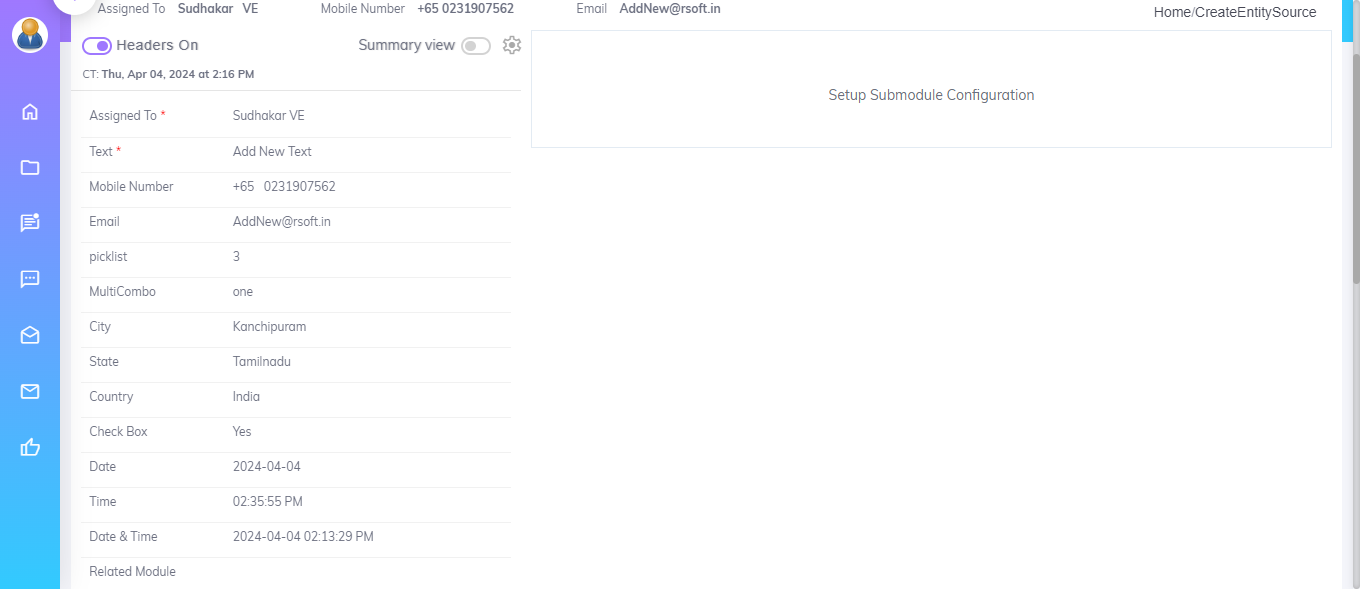 Assigned To Sudhakar VE Mobile Number +65 0231907562 Email AddNew@rsoft.in
Home/CreateEntitySource
Headers On Summary view
CT: Thu, Apr 04, 2024 at 2:16 PM
Setup Submodule Configuration
Assigned To * Sudhakar VE
Text * Add New Text
Mobile Number +65 0231907562
Email AddNew@rsoft.in
picklist 3
MultiCombo one
City Kanchipuram
State Tamilnadu
Country India
Check Box Yes
Date 2024-04-04
Time 02:35:55 PM
Date & Time 2024-04-04 02:13:29 PM
Related Module